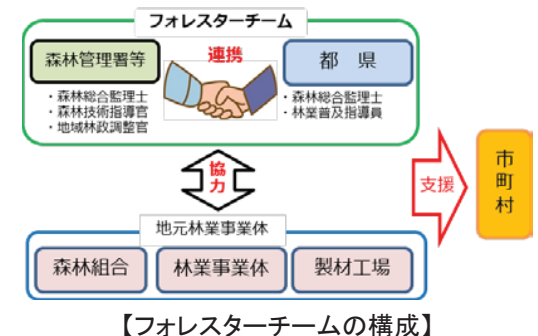 フォレスターチーム
森林管理署等
連携
都 県
・森林総合監理士
・森林技術指導官
・地域林政調整官
・森林総合監理士
・林業普及指導員
協力
支援
市町村
地元林業事業体
森林組合
林業事業体
製材工場
【フォレスターチームの構成】